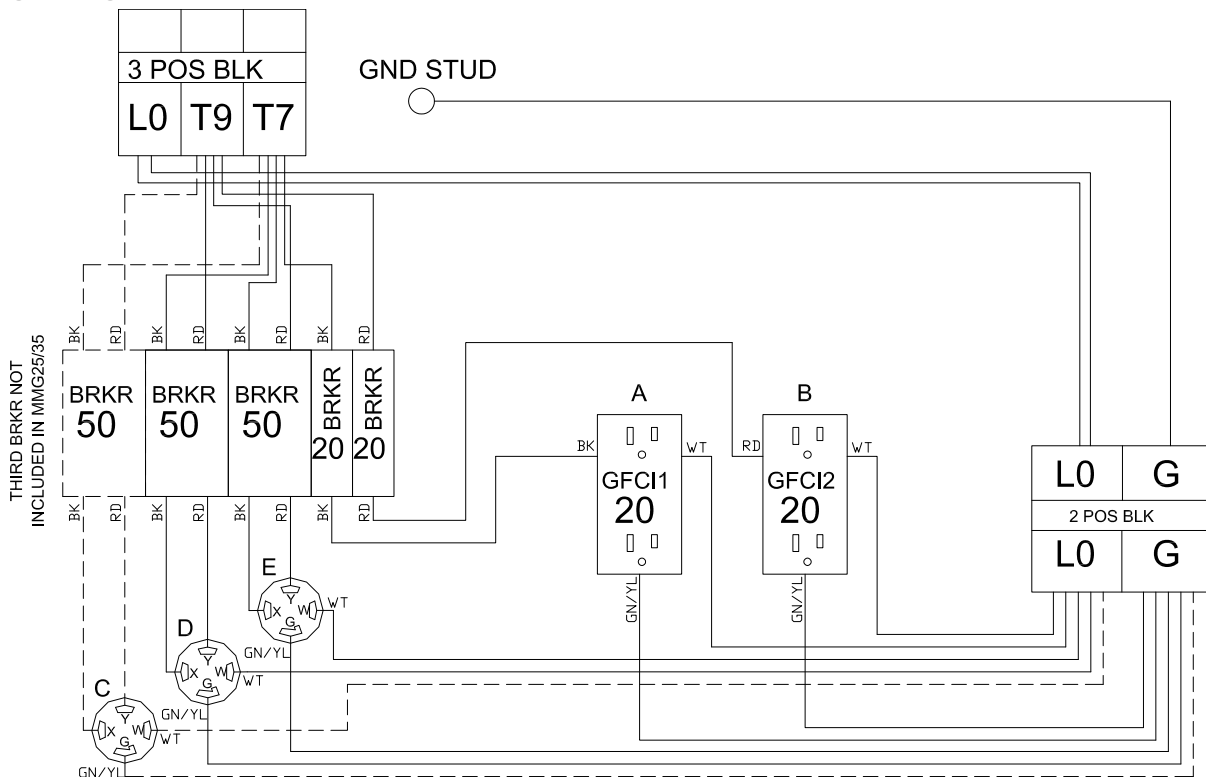 3 POS BLK
L0 T9 T7
GND STUD
THIRD BRKR NOT
INCLUDED IN MMG25/35
BK RD BK RD BK RD BK RD
BRKR
50
BRKR
50
BRKR
50
BRKR
20
BRKR
20
BK RD BK RD BK RD BK RD
A
BK
WT
GFCI1
20
GN/YL
B
RD
WT
GFCI2
20
GN/YL
L0 G
2 POS BLK
L0 G
E
X Y W G
WT
GN/YL
D
X Y W G
WT
GN/YL
C
X Y W G
WT
GN/YL